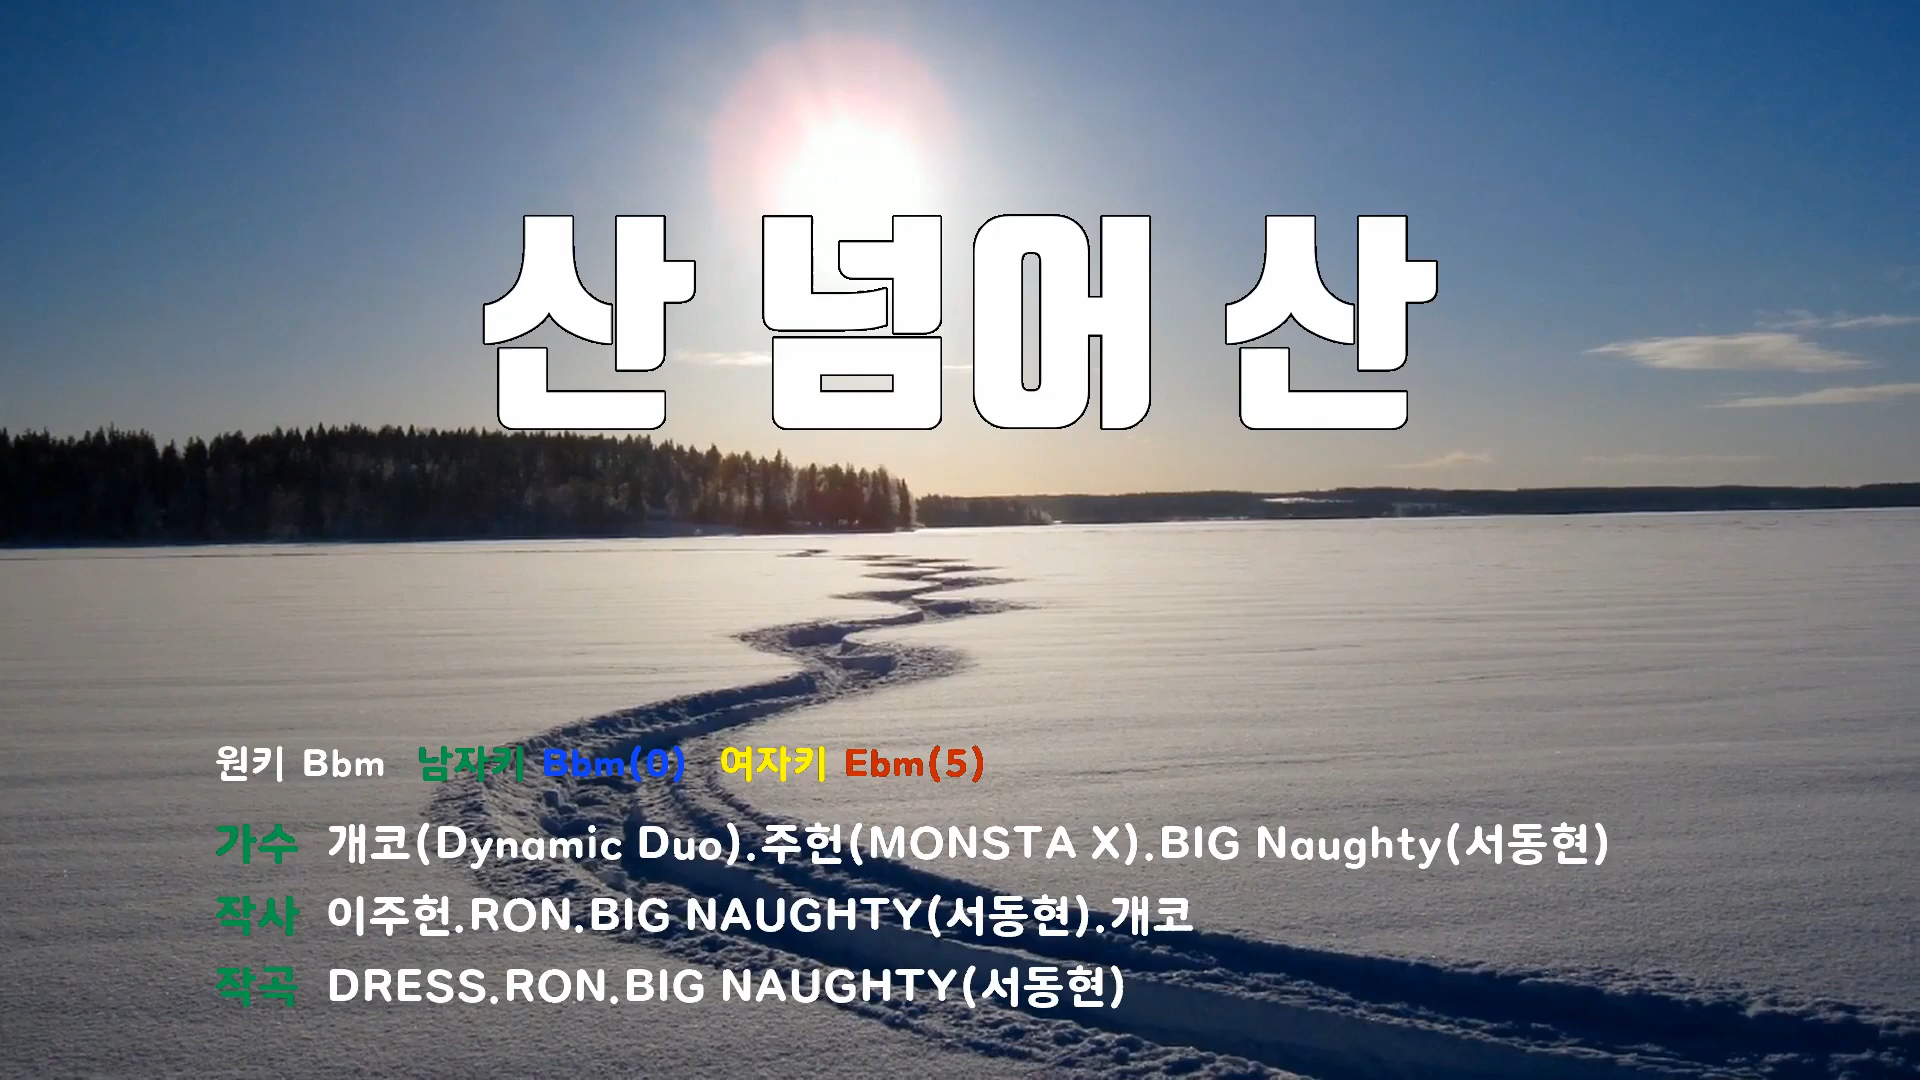 산 넘어 산
원키 Bbm 남자키 Bbm(0) 여자키 Ebm(5)
가수 개코(Dynamic Duo).주헌(MONSTA X).BIG Naughty(서동현)
작사 이주헌.RON.BIG NAUGHTY(서동현).개코
작곡 DRESS.RON.BIG NAUGHTY(서동현)